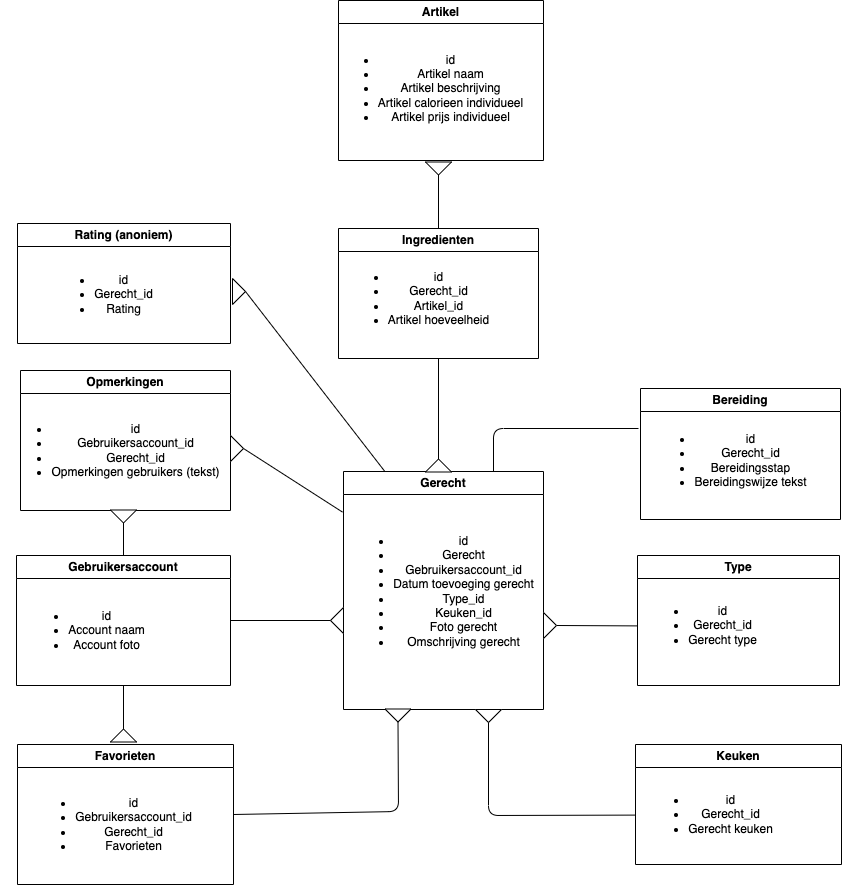 Artikel
id
Artikel naam
Artikel beschrijving
Artikel calorieen individueel
Artikel prijs individueel
Rating (anoniem)
id
Gerecht_id
Rating
Ingredienten
id
Gerecht_id
Artikel_id
Artikel hoeveelheid
Opmerkingen
id
Gebruikersaccount_id
Gerecht_id
Opmerkingen gebruikers (tekst)
Bereiding
id
Gerecht_id
Bereidingsstap
Bereidingswijze tekst
Gerecht
id
Gerecht
Gebruikersaccount_id
Datum toevoeging gerecht
Type_id
Keuken_id
Foto gerecht
Omschrijving gerecht
Gebruikersaccount
id
Account naam
Account foto
Type
id
Gerecht_id
Gerecht type
Favorieten
id
Gebruikersaccount_id
Gerecht_id
Favorieten
Keuken
id
Gerecht_id
Gerecht keuken